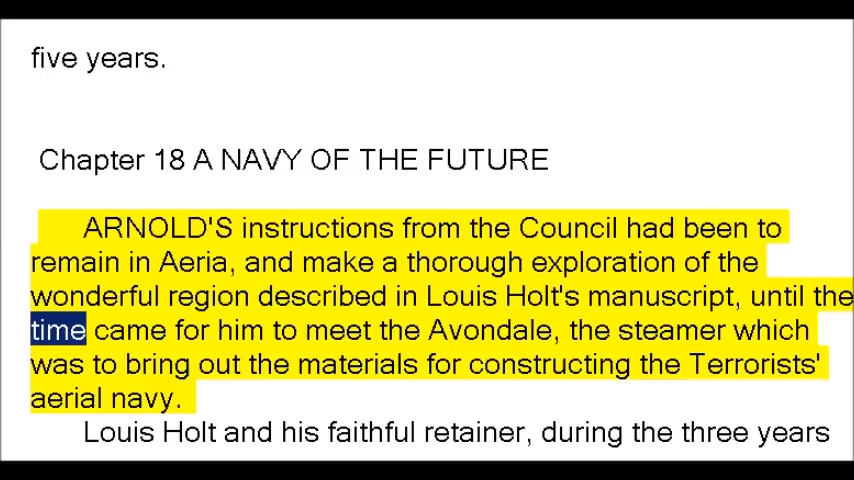 five years.
Chapter 18 A NAVY OF THE FUTURE
ARNOLD'S instructions from the Council had been to
remain in Aeria, and make a thorough exploration of the
wonderful region described in Louis Holt's manuscript, until the
time came for him to meet the Avondale, the steamer which
was to bring out the materials for constructing the Terrorists'
aerial navy.
Louis Holt and his faithful retainer, during the three years